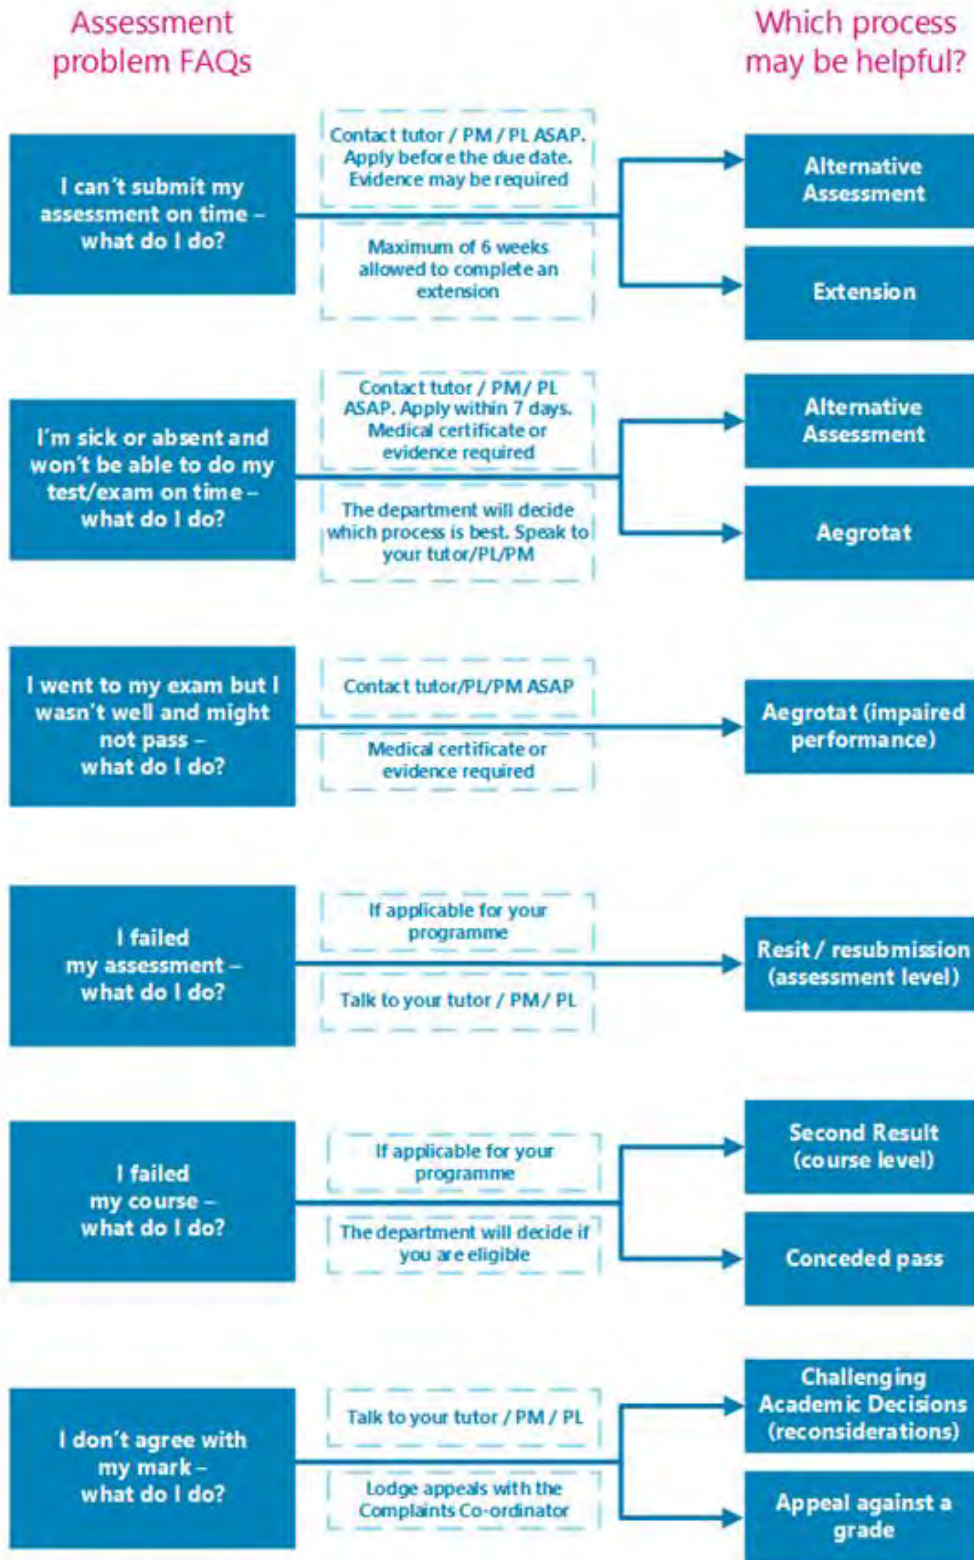 Assessment
problem FAQs
Which process
may be helpful?
I can't submit my
assessment on time –
what do I do?
Contact tutor / PM / PL ASAP.
Apply before the due date.
Evidence may be required
Maximum of 6 weeks
allowed to complete an
extension
Alternative
Assessment
Extension
I'm sick or absent and
won't be able to do my
test/exam on time –
what do I do?
Contact tutor / PM / PL
ASAP. Apply within 7 days.
Medical certificate or
evidence required
The department will decide
which process is best. Speak to
your tutor/PL/PM
Alternative
Assessment
Aegrotat
I went to my exam but I
wasn't well and might
not pass –
what do I do?
Contact tutor/PL/PM ASAP
Medical certificate or
evidence required
Aegrotat (impaired
performance)
I failed
my assessment –
what do I do?
If applicable for your
programme
Talk to your tutor / PM / PL
Resit / resubmission
(assessment level)
I failed
my course –
what do I do?
If applicable for your
programme
The department will decide if
you are eligible
Second Result
(course level)
Conceded pass
I don't agree with
my mark –
what do I do?
Talk to your tutor / PM / PL
Lodge appeals with the
Complaints Co-ordinator
Challenging
Academic Decisions
(reconsiderations)
Appeal against a
grade